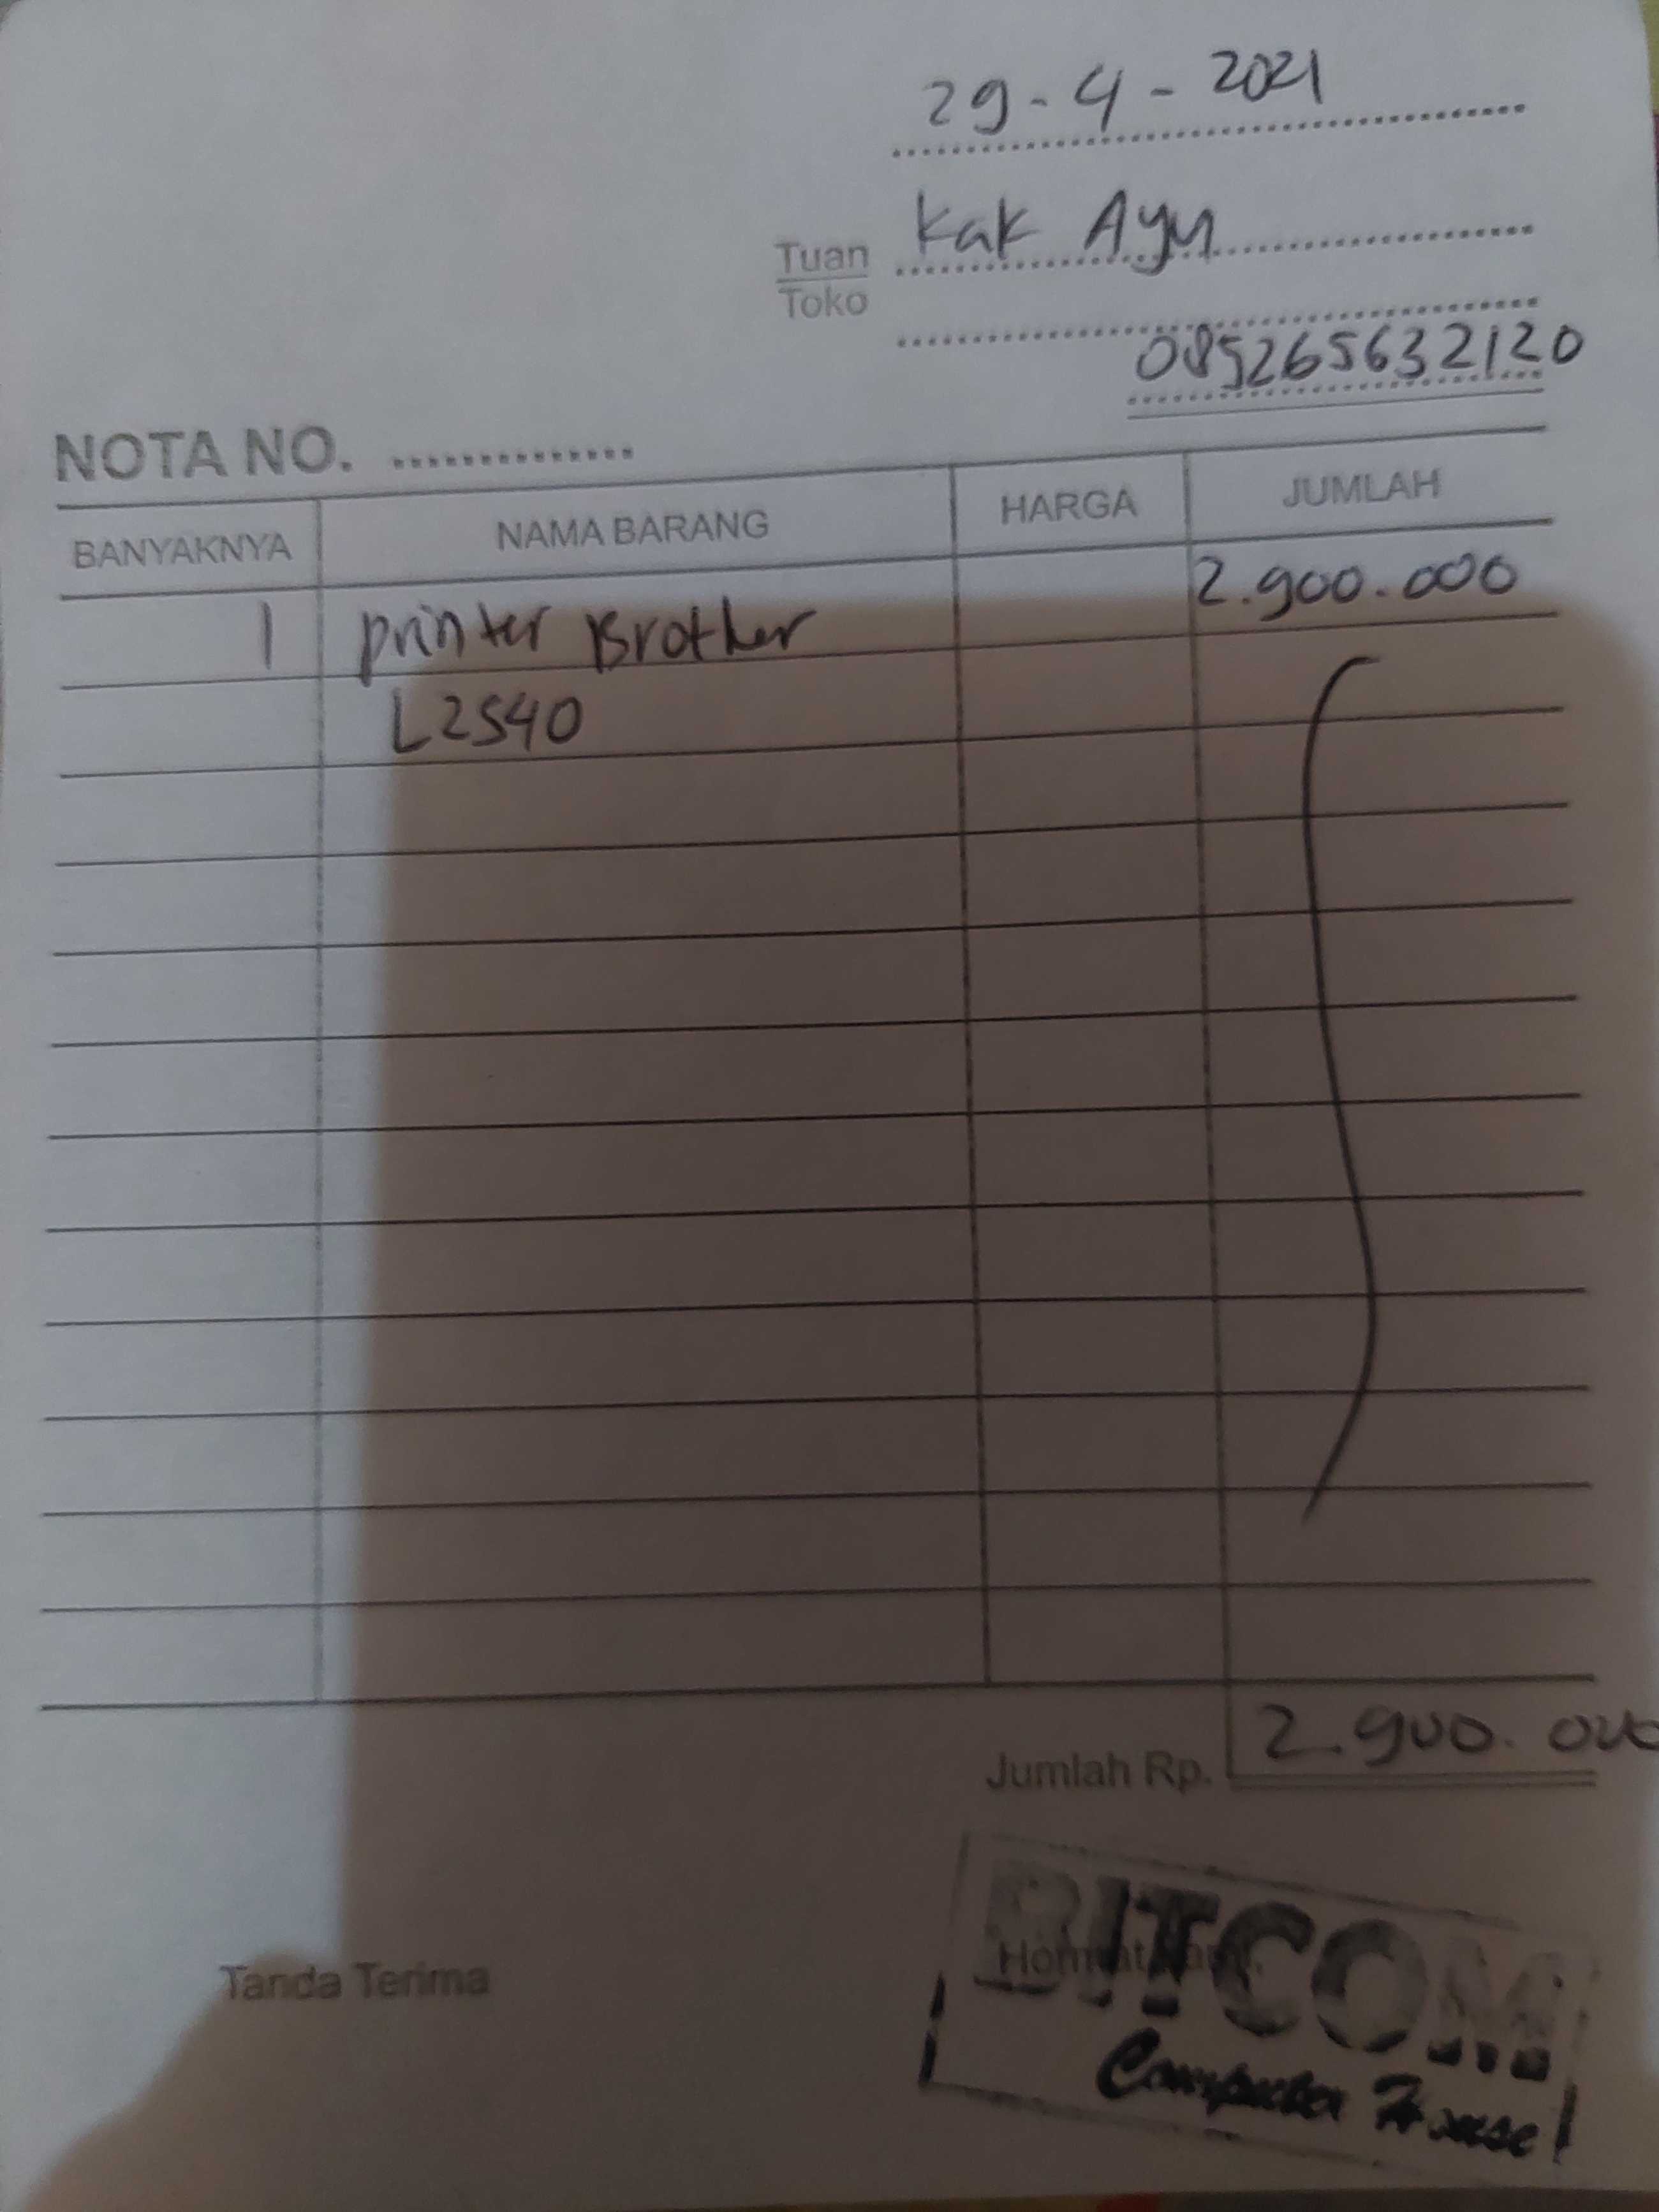 29-4-2021
Tuan Kak Ayu
Toko
085265632120
NOTA NO. ..............
BANYAKNYA NAMA BARANG HARGA JUMLAH
1 printer Brother 2.900.000
L2540
Jumlah Rp. 2.900.000
Tanda Terima Hormat
BITCOM
Computer House